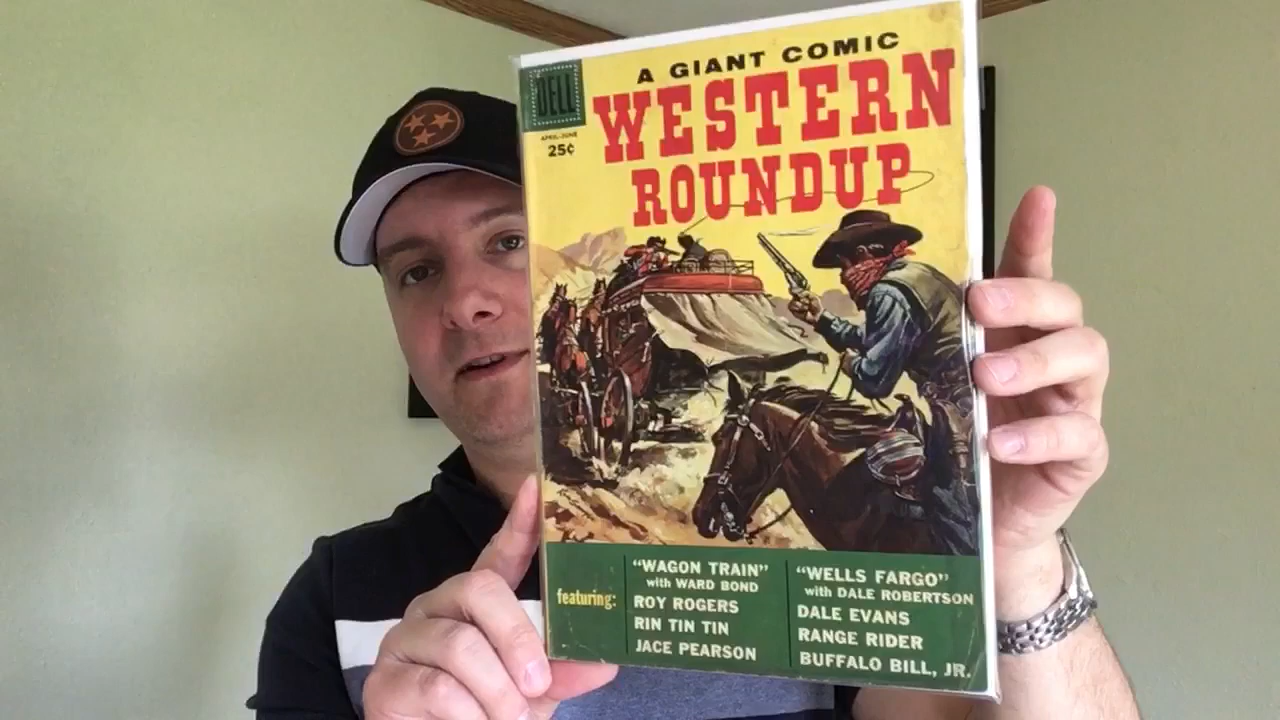 A GIANT COMIC
DELL
APRIL-JUNE
25¢
WESTERN
ROUNDUP
featuring:
"WAGON TRAIN"
with WARD BOND
ROY ROGERS
RIN TIN TIN
JACE PEARSON
"WELLS FARGO"
with DALE ROBERTSON
DALE EVANS
RANGE RIDER
BUFFALO BILL, JR.